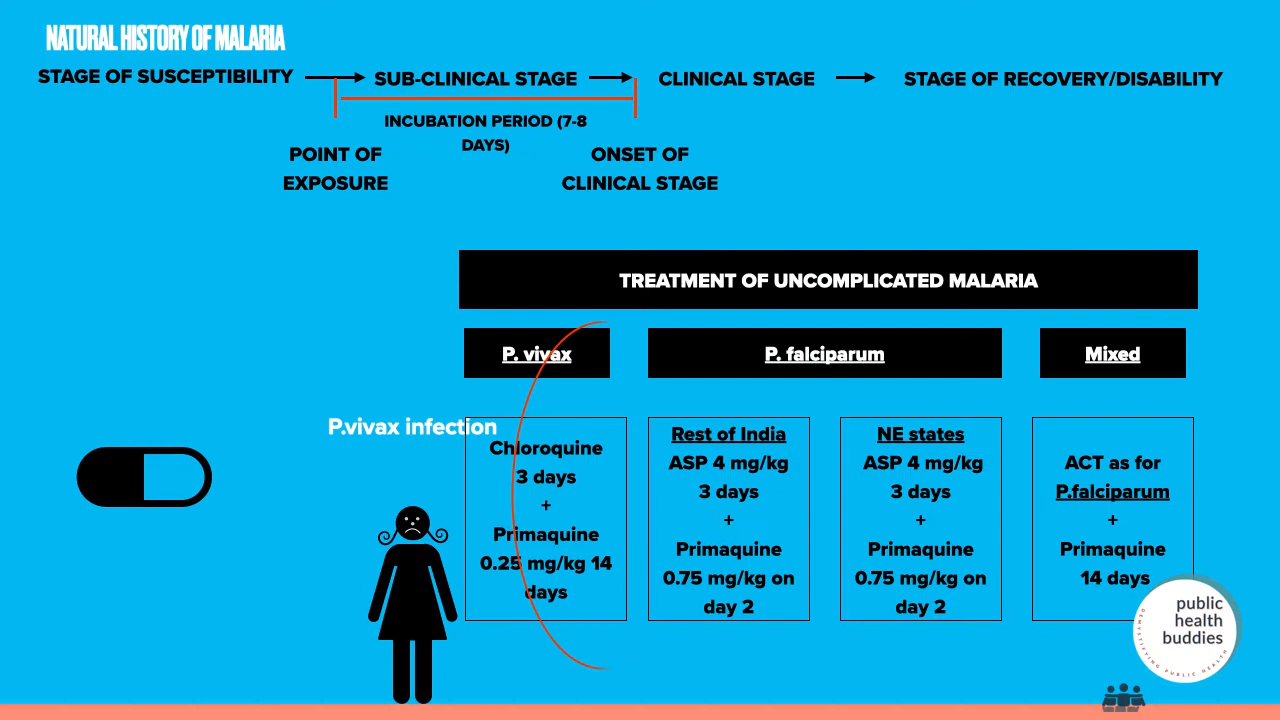 NATURAL HISTORY OF MALARIA
STAGE OF SUSCEPTIBILITY
SUB-CLINICAL STAGE
CLINICAL STAGE
STAGE OF RECOVERY/DISABILITY
INCUBATION PERIOD (7-8
DAYS)
POINT OF
EXPOSURE
ONSET OF
CLINICAL STAGE
TREATMENT OF UNCOMPLICATED MALARIA
P. vivax
P. falciparum
Mixed
P.vivax infection
Chloroquine
3 days
+
Primaquine
0.25 mg/kg 14
days
Rest of India
ASP 4 mg/kg
3 days
+
Primaquine
0.75 mg/kg on
day 2
NE states
ASP 4 mg/kg
3 days
+
Primaquine
0.75 mg/kg on
day 2
ACT as for
P.falciparum
+
Primaquine
14 days
public
health
buddies
DEMYSTIFYING PUBLIC HEALTH